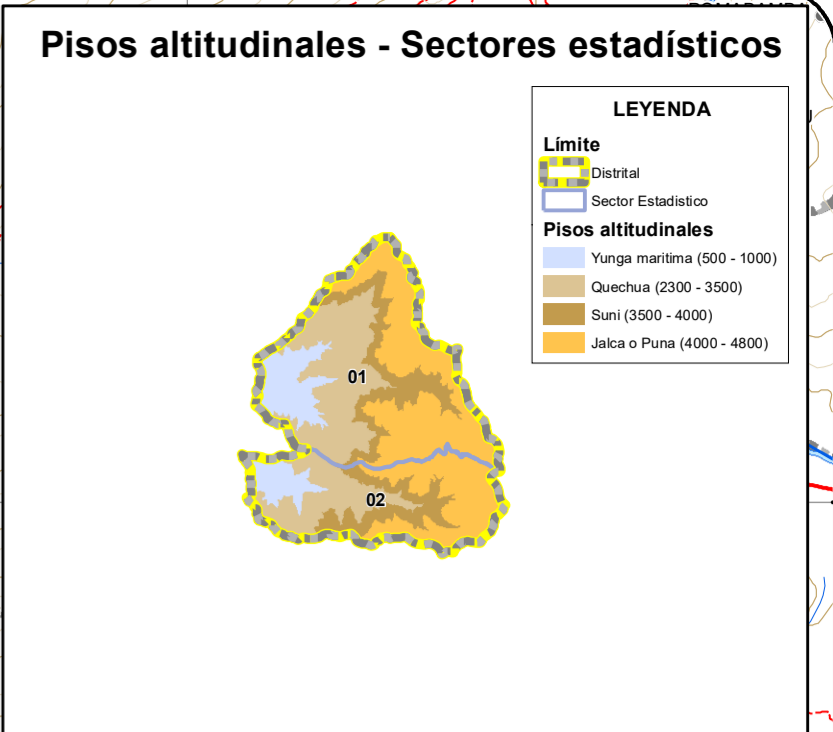 Pisos altitudinales - Sectores estadísticos
LEYENDA
Límite
Distrital
Sector Estadistico
Pisos altitudinales
Yunga maritima (500 - 1000)
Quechua (2300 - 3500)
Suni (3500 - 4000)
Jalca o Puna (4000 - 4800)
01
02